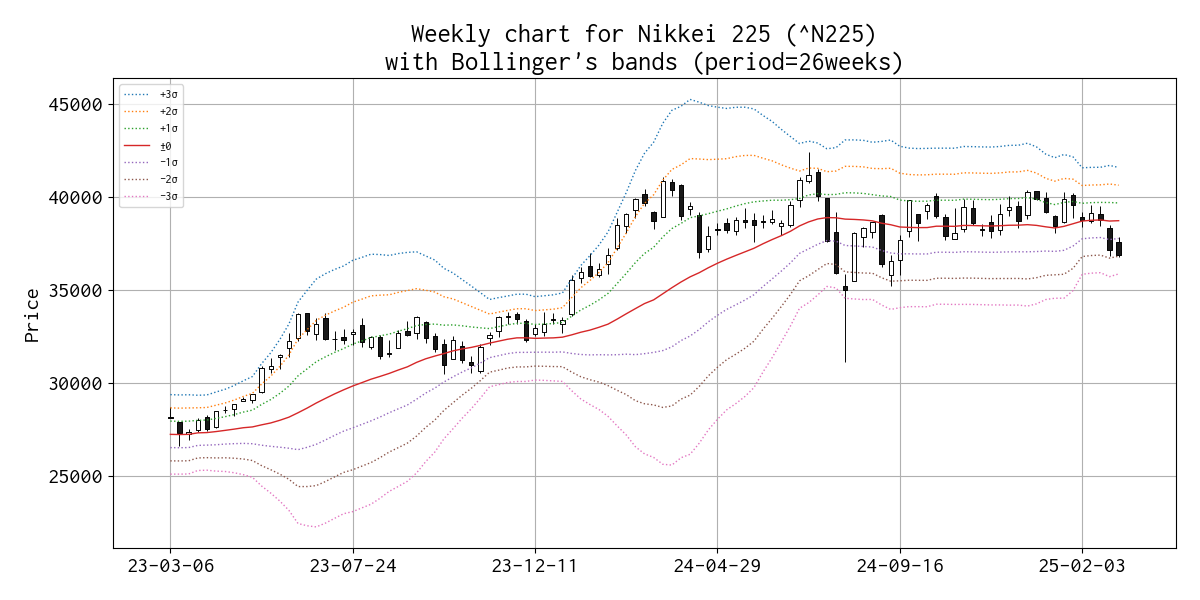 Weekly chart for Nikkei 225 (^N225)
with Bollinger's bands (period=26weeks)
45000
40000
35000
30000
25000
Price
+3σ
+2σ
+1σ
±0
−1σ
−2σ
−3σ
23-03-06
23-07-24
23-12-11
24-04-29
24-09-16
25-02-03